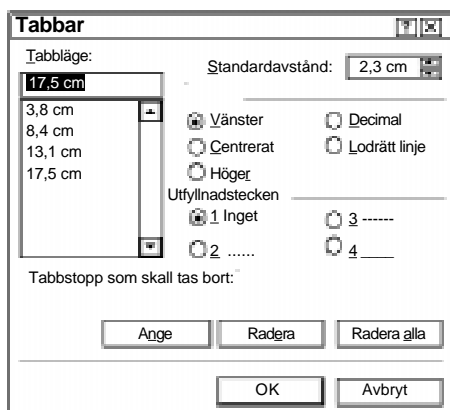 Tabbar
Tabbläge:
Standardavstånd: 2,3 cm
17,5 cm
3,8 cm
8,4 cm
13,1 cm
17,5 cm
Vänster
Decimal
Centrerat
Lodrätt linje
Höger
Utfyllnadstecken
1 Inget
3 ------
2 ......
4 ____
Tabbstopp som skall tas bort:
Ange
Radera
Radera alla
OK
Avbryt